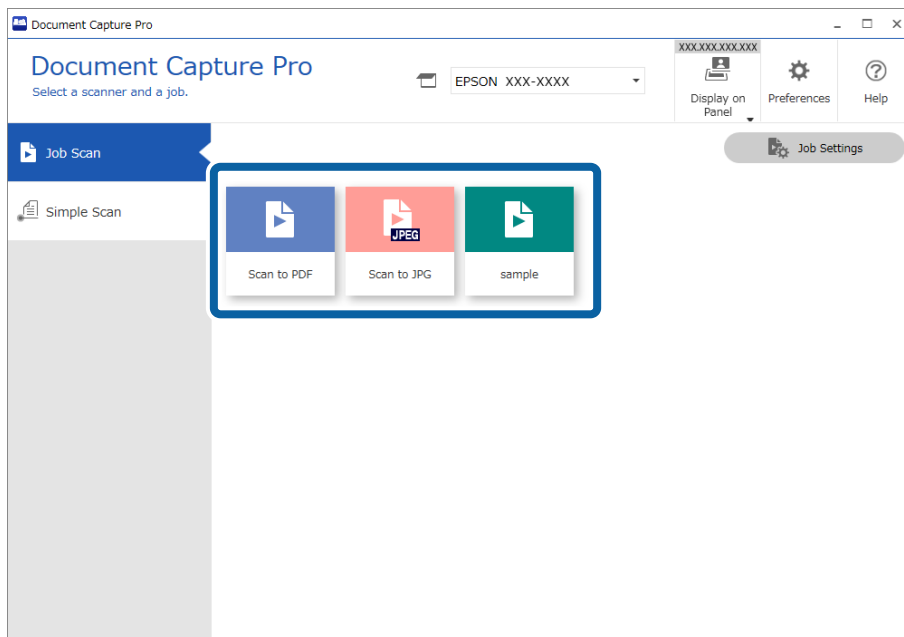 Document Capture Pro
Document Capture Pro
Select a scanner and a job.
EPSON XXX-XXXX
XXX.XXX.XXX.XXX
Display on
Panel
Preferences
Help
Job Scan
Job Settings
Simple Scan
JPEG
Scan to PDF
Scan to JPG
sample